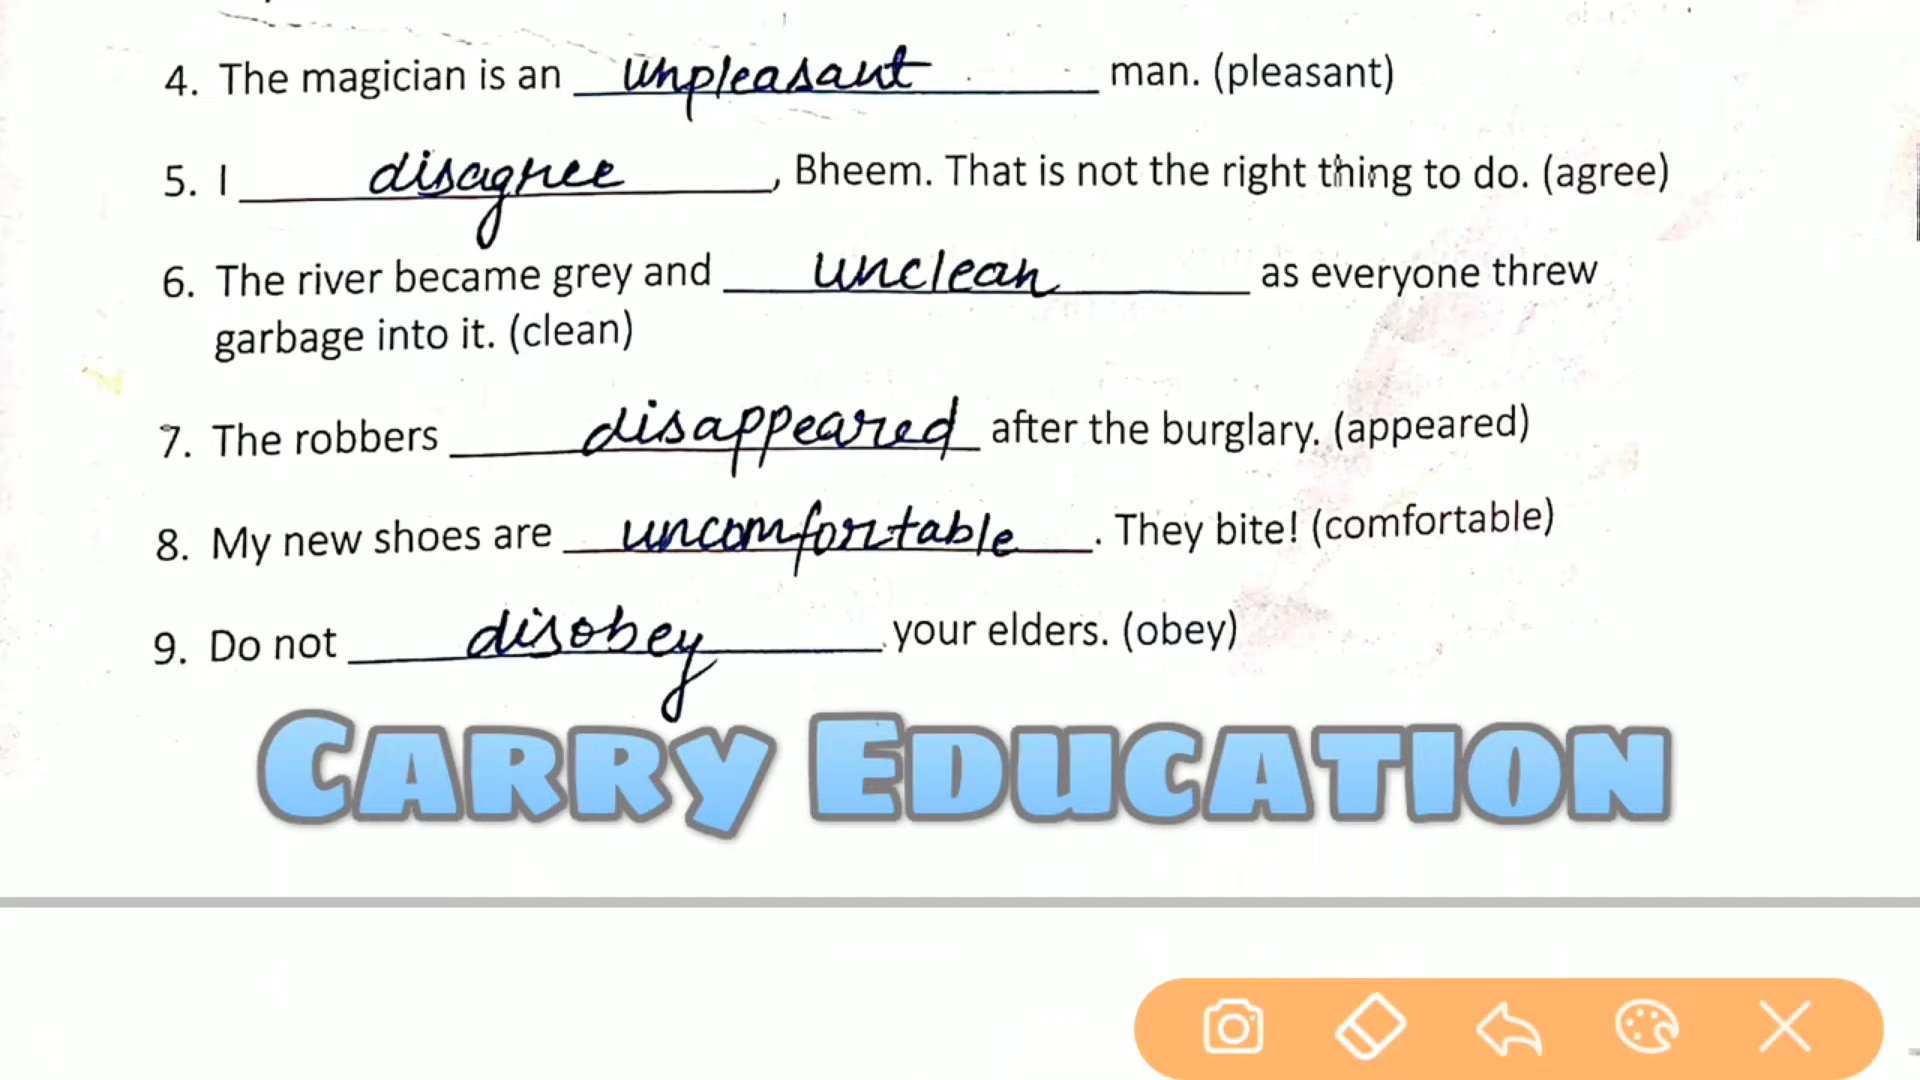 4. The magician is an unpleasant man. (pleasant)
5. I disagree, Bheem. That is not the right thing to do. (agree)
6. The river became grey and unclean as everyone threw
garbage into it. (clean)
7. The robbers disappeared after the burglary. (appeared)
8. My new shoes are uncomfortable. They bite! (comfortable)
9. Do not disobey your elders. (obey)
CARRY EDUCATION